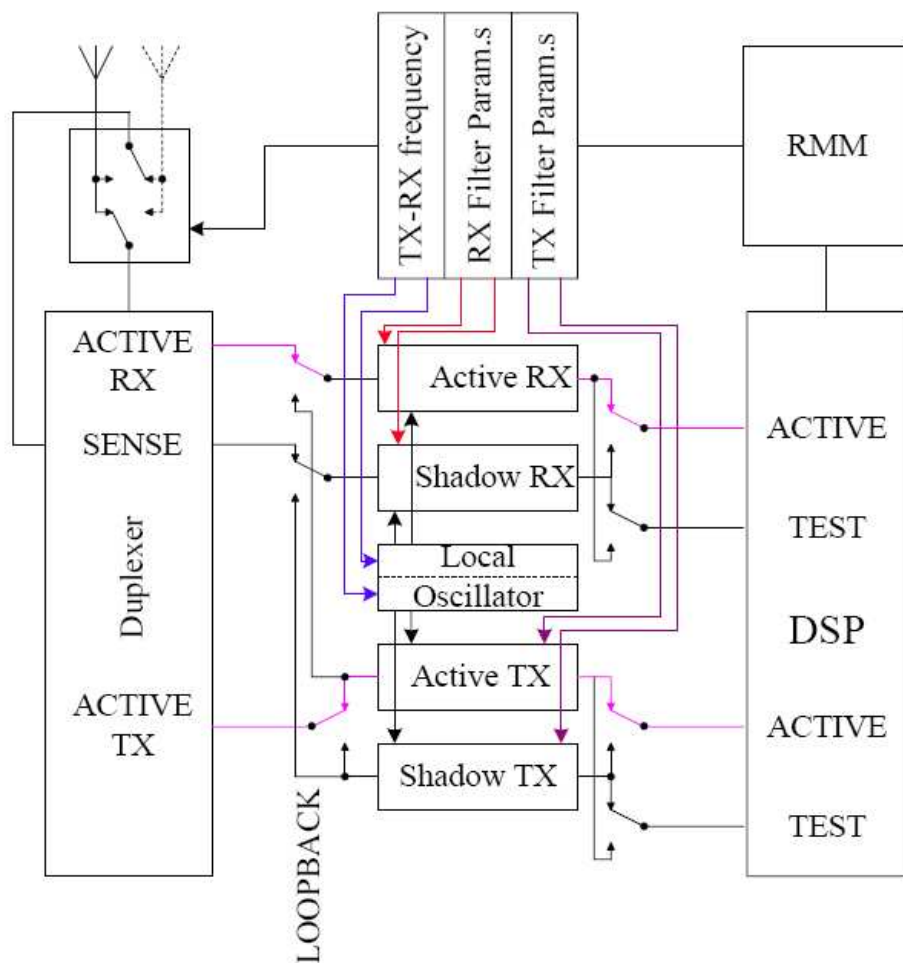 TX-RX frequency
RX Filter Param.s
TX Filter Param.s
RMM
ACTIVE
RX
SENSE
Duplexer
ACTIVE
TX
Active RX
Shadow RX
Local
Oscillator
Active TX
Shadow TX
LOOPBACK
ACTIVE
TEST
DSP
ACTIVE
TEST